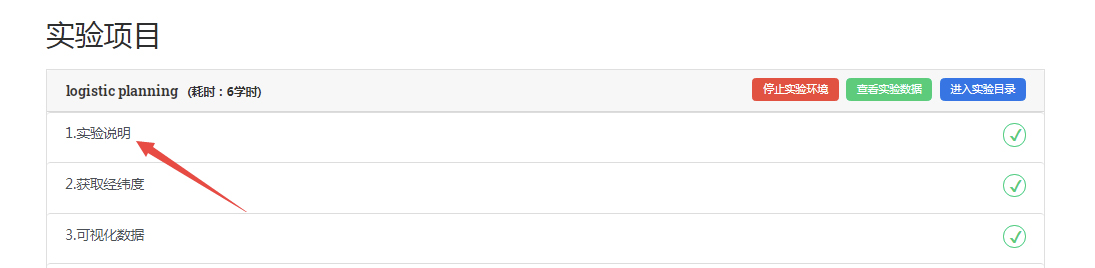 实验项目
logistic planning (耗时：6学时) 停止实验环境 查看实验数据 进入实验目录
1.实验说明
2.获取经纬度
3.可视化数据